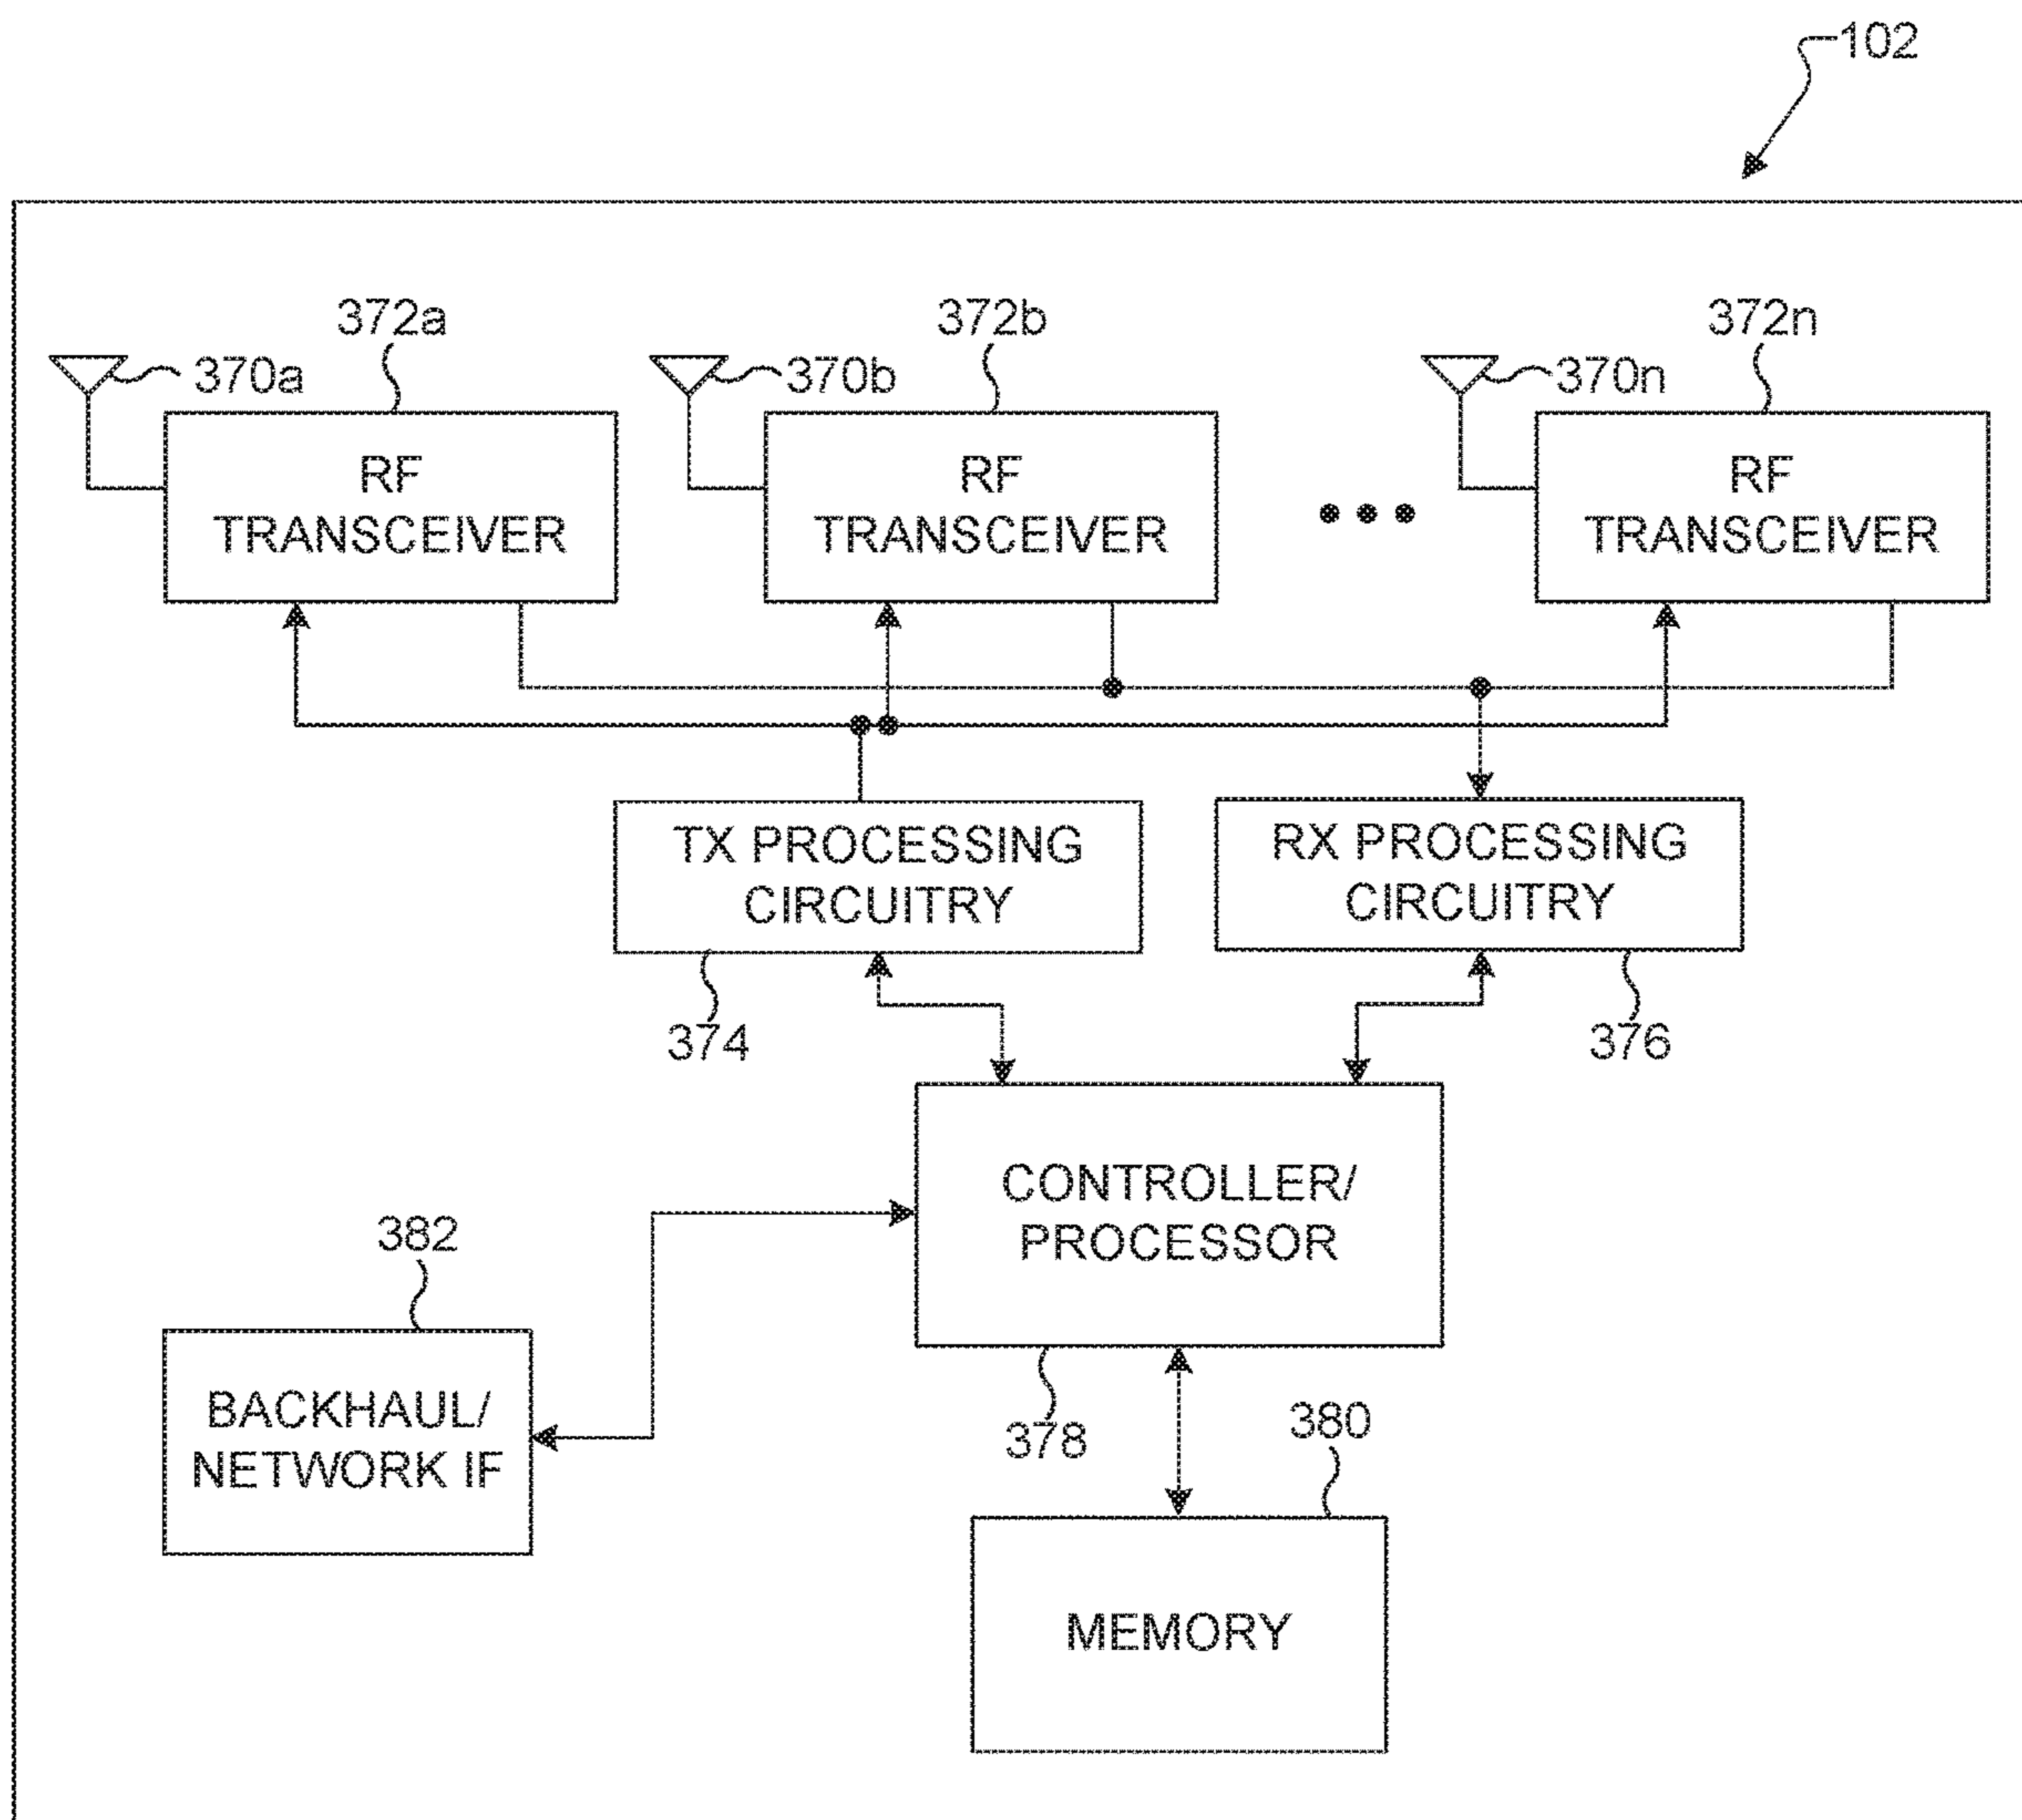 102
372a
372b
372n
370a
370b
370n
RF
TRANSCEIVER
RF
TRANSCEIVER
RF
TRANSCEIVER
TX PROCESSING
CIRCUITRY
RX PROCESSING
CIRCUITRY
374
376
CONTROLLER/
PROCESSOR
382
BACKHAUL/
NETWORK IF
378
380
MEMORY